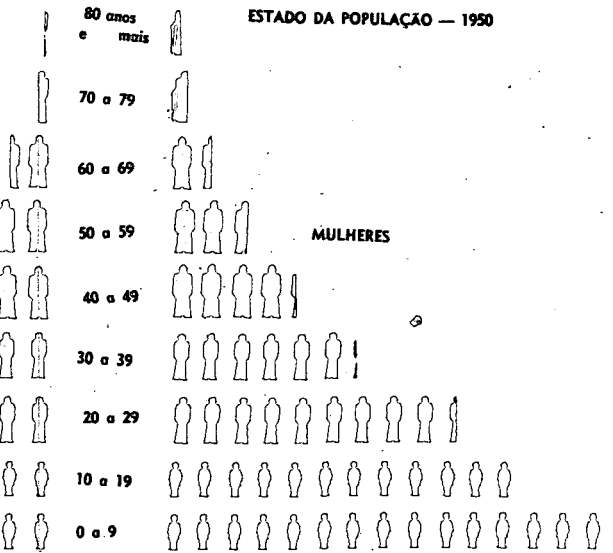 ESTADO DA POPULAÇÃO — 1950
80 anos
e mais
70 a 79
60 a 69
50 a 59
MULHERES
40 a 49
30 a 39
20 a 29
10 a 19
0 a 9